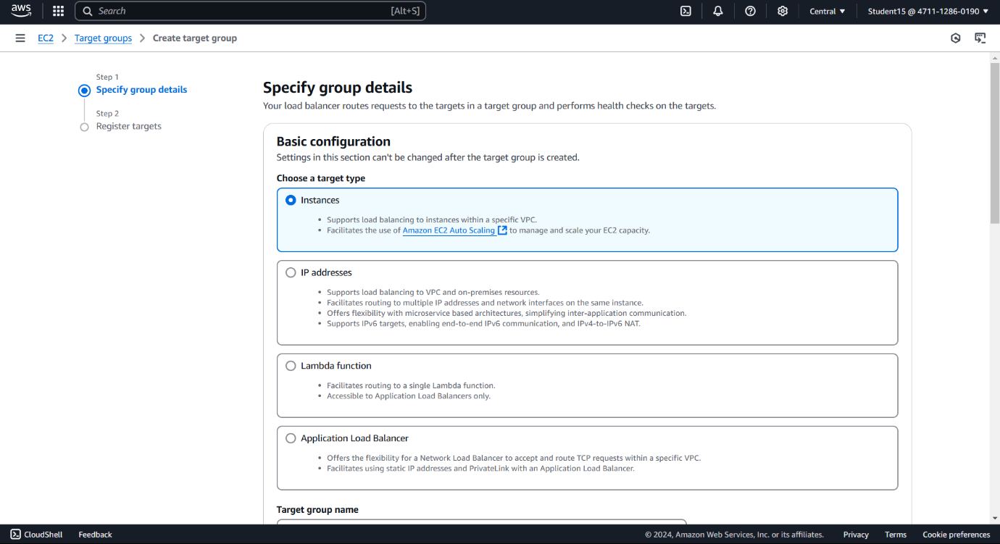 aws
Search [Alt+S]
Central ▼
Student15 @ 4711-1286-0190 ▼
EC2 > Target groups > Create target group
Step 1
Specify group details
Step 2
Register targets
Specify group details
Your load balancer routes requests to the targets in a target group and performs health checks on the targets.
Basic configuration
Settings in this section can't be changed after the target group is created.
Choose a target type
Instances
• Supports load balancing to instances within a specific VPC.
• Facilitates the use of Amazon EC2 Auto Scaling to manage and scale your EC2 capacity.
IP addresses
• Supports load balancing to VPC and on-premises resources.
• Facilitates routing to multiple IP addresses and network interfaces on the same instance.
• Offers flexibility with microservice based architectures, simplifying inter-application communication.
• Supports IPv6 targets, enabling end-to-end IPv6 communication, and IPv4-to-IPv6 NAT.
Lambda function
• Facilitates routing to a single Lambda function.
• Accessible to Application Load Balancers only.
Application Load Balancer
• Offers the flexibility for a Network Load Balancer to accept and route TCP requests within a specific VPC.
• Facilitates using static IP addresses and PrivateLink with an Application Load Balancer.
Target group name
CloudShell Feedback © 2024, Amazon Web Services, Inc. or its affiliates. Privacy Terms Cookie preferences